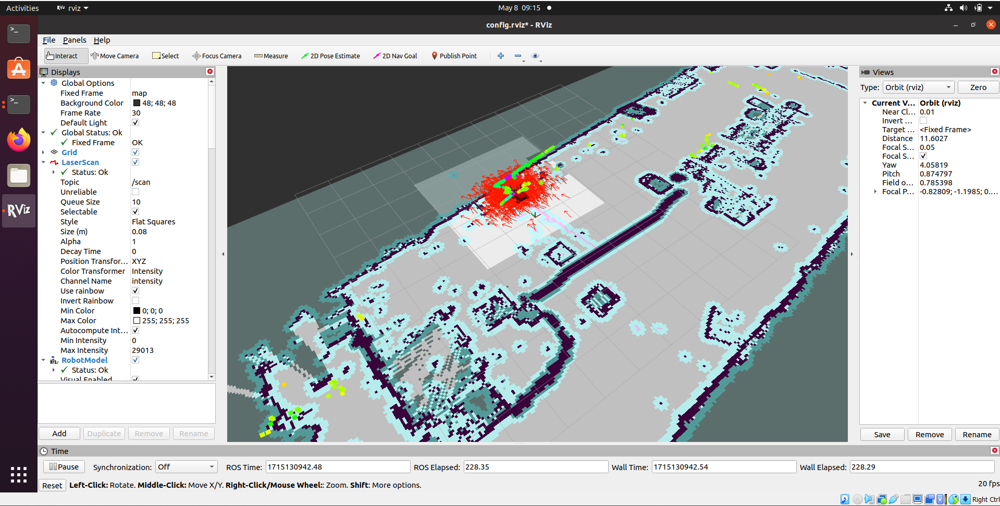 Activities rviz May 8 09:15
config.rviz* - RViz
File Panels Help
Interact Move Camera Select Focus Camera Measure 2D Pose Estimate 2D Nav Goal Publish Point
Displays
Global Options
Fixed Frame map
Background Color 48; 48; 48
Frame Rate 30
Default Light
Global Status: Ok
Fixed Frame OK
Grid
LaserScan
Status: Ok
Topic /scan
Unreliable
Queue Size 10
Selectable
Style Flat Squares
Size (m) 0.08
Alpha 1
Decay Time 0
Position Transfor... XYZ
Color Transformer Intensity
Channel Name intensity
Use rainbow
Invert Rainbow
Min Color 0; 0; 0
Max Color 255; 255; 255
Autocompute Int...
Min Intensity 0
Max Intensity 29013
RobotModel
Status: Ok
Visual Enabled
Add Duplicate Remove Rename
RViz
Views
Type: Orbit (rviz) Zero
Current V... Orbit (rviz)
Near Cl... 0.01
Invert ...
Target ... <Fixed Frame>
Distance 11.6027
Focal S... 0.05
Focal S...
Yaw 4.05819
Pitch 0.874797
Field o... 0.785398
Focal P... -0.82809; -1.1985; 0....
Save Remove Rename
Time
Pause Synchronization: Off ROS Time: 1715130942.48 ROS Elapsed: 228.35 Wall Time: 1715130942.54 Wall Elapsed: 228.29
Reset Left-Click: Rotate. Middle-Click: Move X/Y. Right-Click/Mouse Wheel:: Zoom. Shift: More options. 20 fps
Right Ctrl